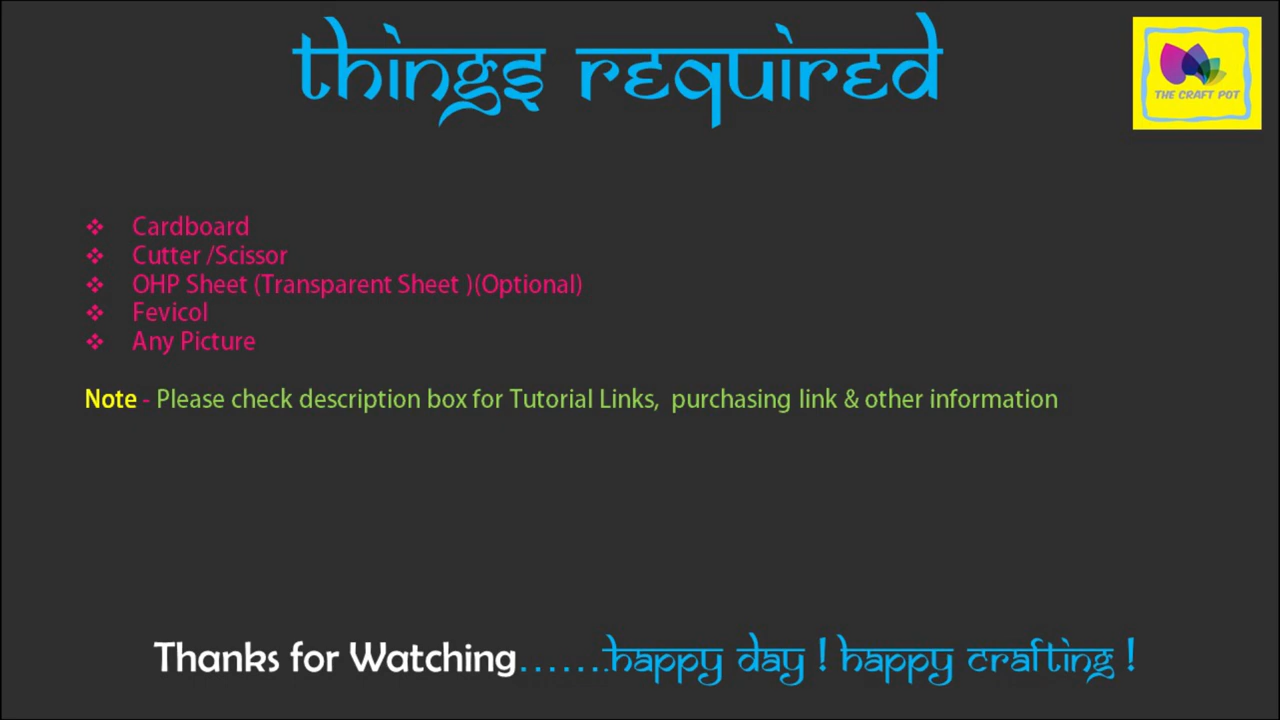 things required
THE CRAFT POT
❖ Cardboard
❖ Cutter /Scissor
❖ OHP Sheet (Transparent Sheet )(Optional)
❖ Fevicol
❖ Any Picture
Note - Please check description box for Tutorial Links,  purchasing link & other information
Thanks for Watching.......happy day ! happy crafting !